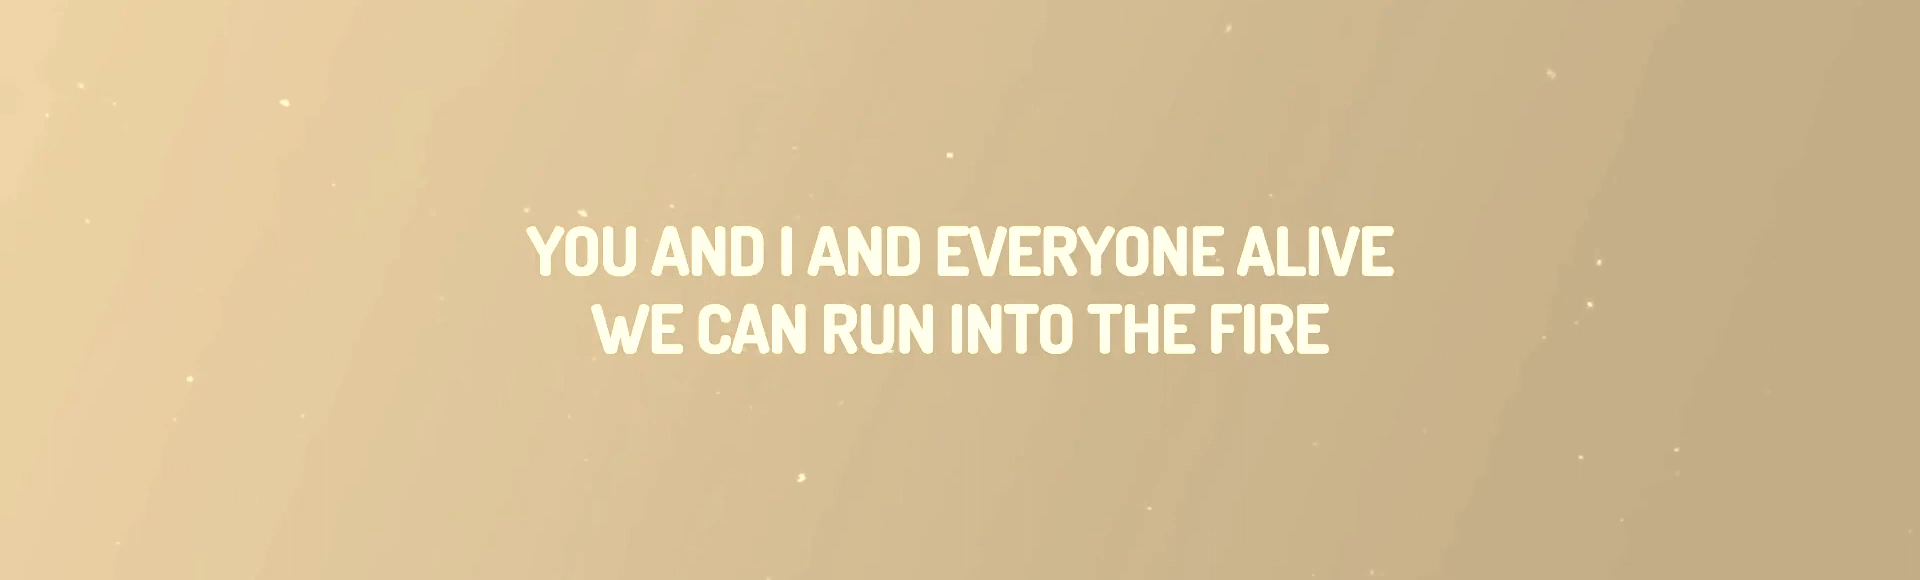 YOU AND I AND EVERYONE ALIVE
WE CAN RUN INTO THE FIRE